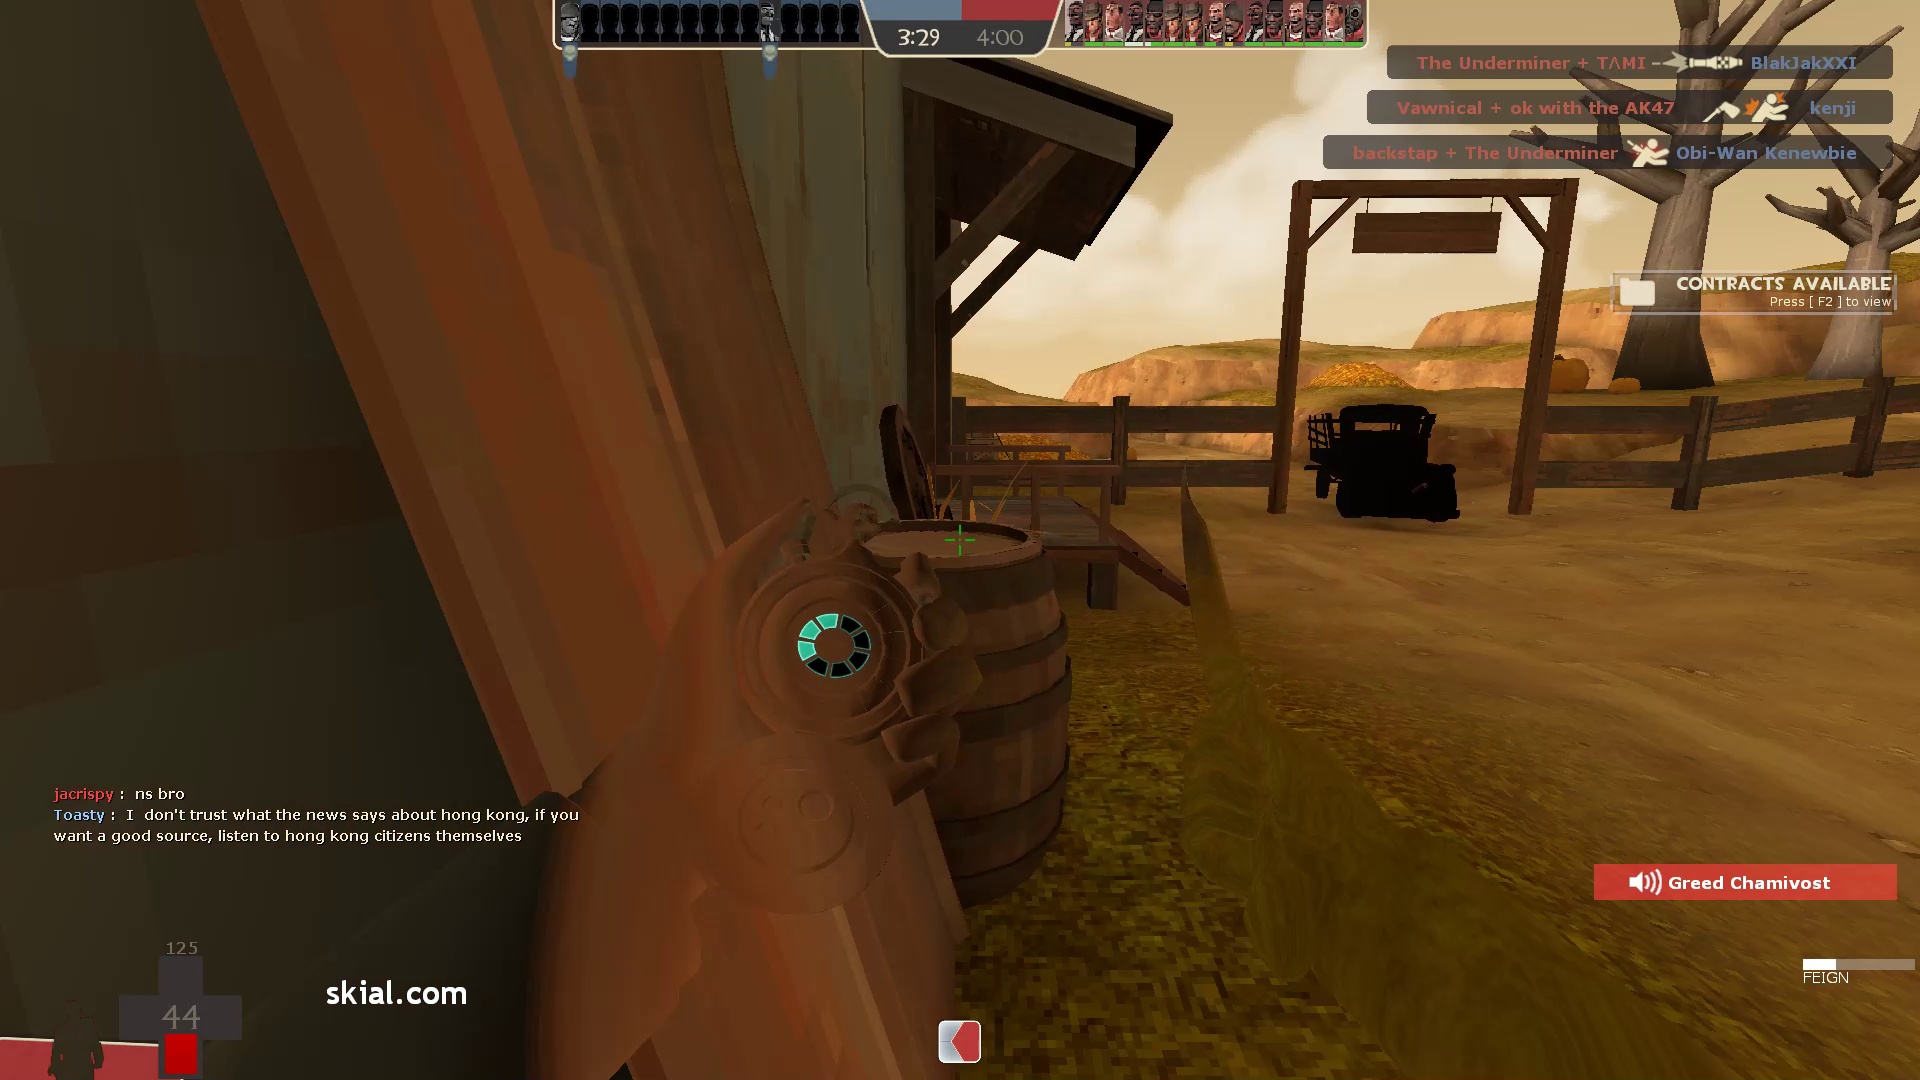 3:29 4:00
The Underminer + TΛMI BlakJakXXI
Vawnical + ok with the AK47 kenji
backstap + The Underminer Obi-Wan Kenewbie
CONTRACTS AVAILABLE
Press [ F2 ] to view
jacrispy : ns bro
Toasty : I don't trust what the news says about hong kong, if you
want a good source, listen to hong kong citizens themselves
Greed Chamivost
125
44
skial.com
FEIGN